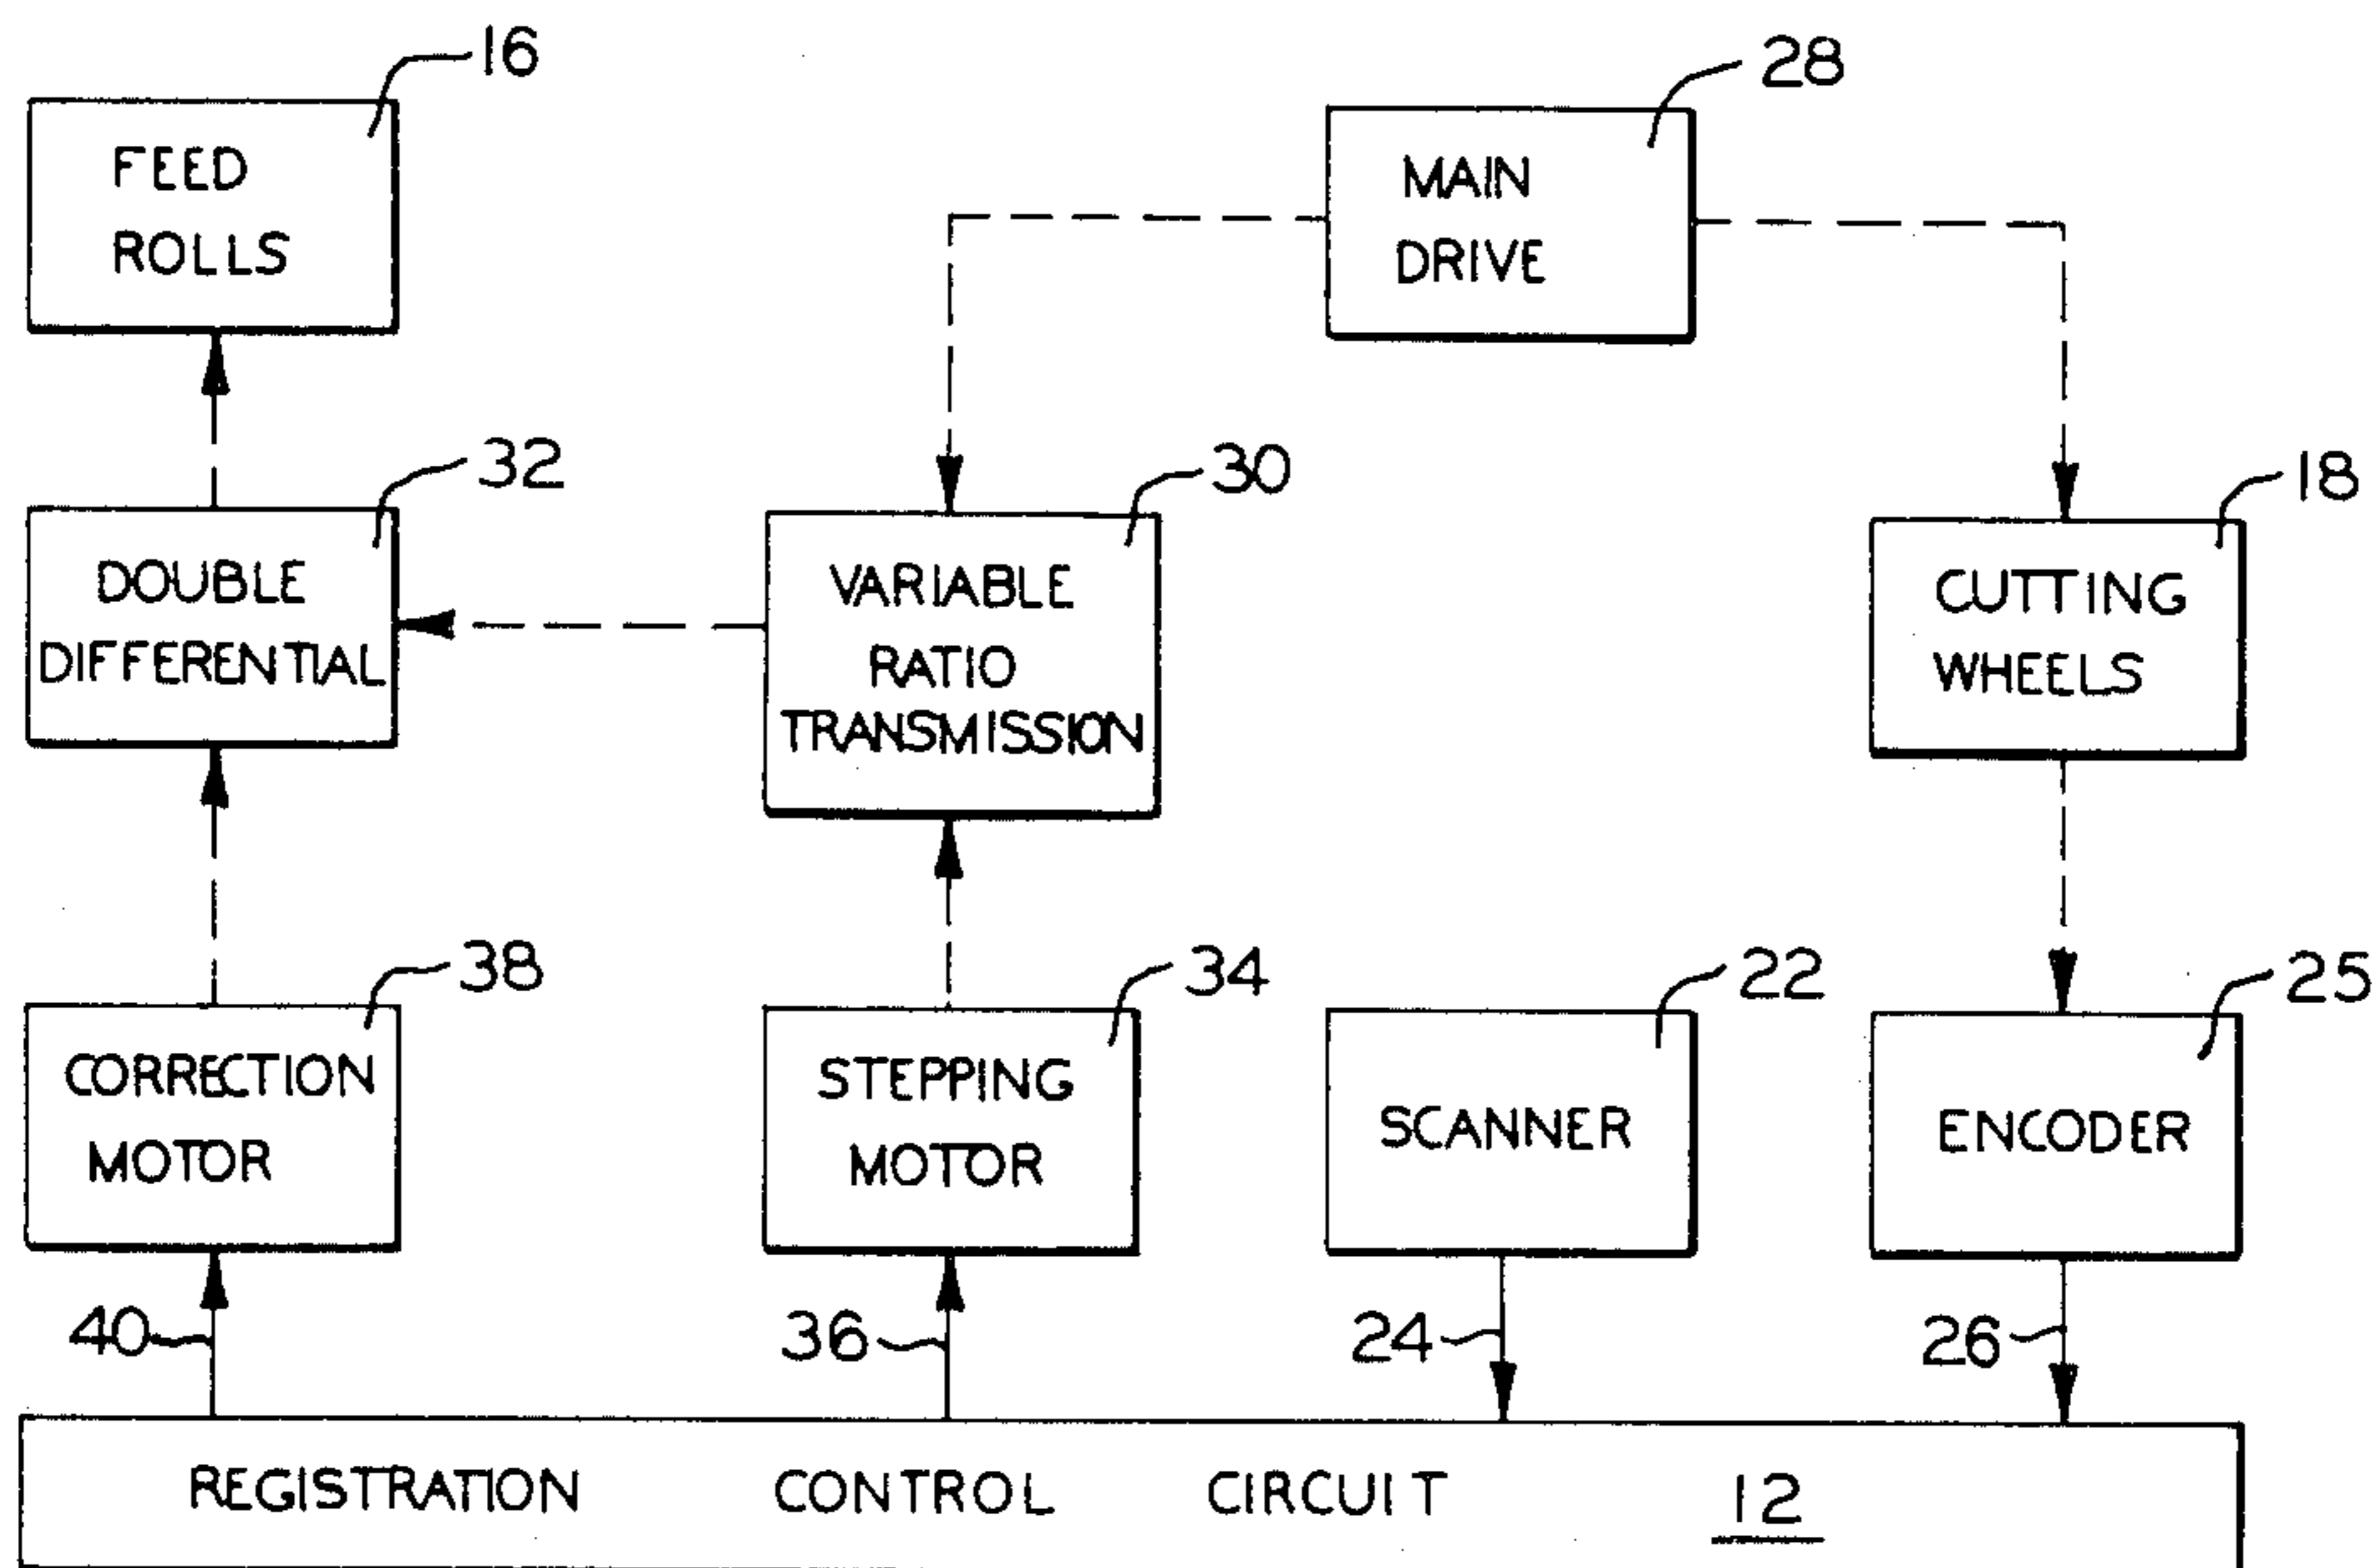 16
28
FEED
ROLLS
MAIN
DRIVE
32
30
18
DOUBLE
DIFFERENTIAL
VARIABLE
RATIO
TRANSMISSION
CUTTING
WHEELS
38
34
22
25
CORRECTION
MOTOR
STEPPING
MOTOR
SCANNER
ENCODER
40
36
24
26
REGISTRATION CONTROL CIRCUIT 12